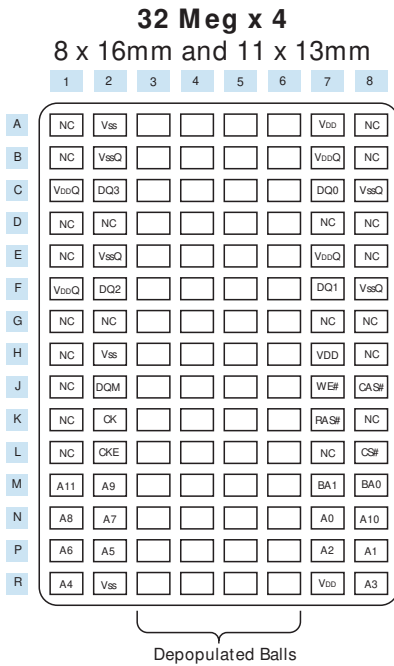 32 Meg x 4
8 x 16mm and 11 x 13mm
1 2 3 4 5 6 7 8
A NC Vss VDD NC
B NC VssQ VDDQ NC
C VDDQ DQ3 DQ0 VssQ
D NC NC NC NC
E NC VssQ VDDQ NC
F VDDQ DQ2 DQ1 VssQ
G NC NC NC NC
H NC Vss VDD NC
J NC DQM WE# CAS#
K NC CK RAS# NC
L NC CKE NC CS#
M A11 A9 BA1 BA0
N A8 A7 A0 A10
P A6 A5 A2 A1
R A4 Vss VDD A3
Depopulated Balls